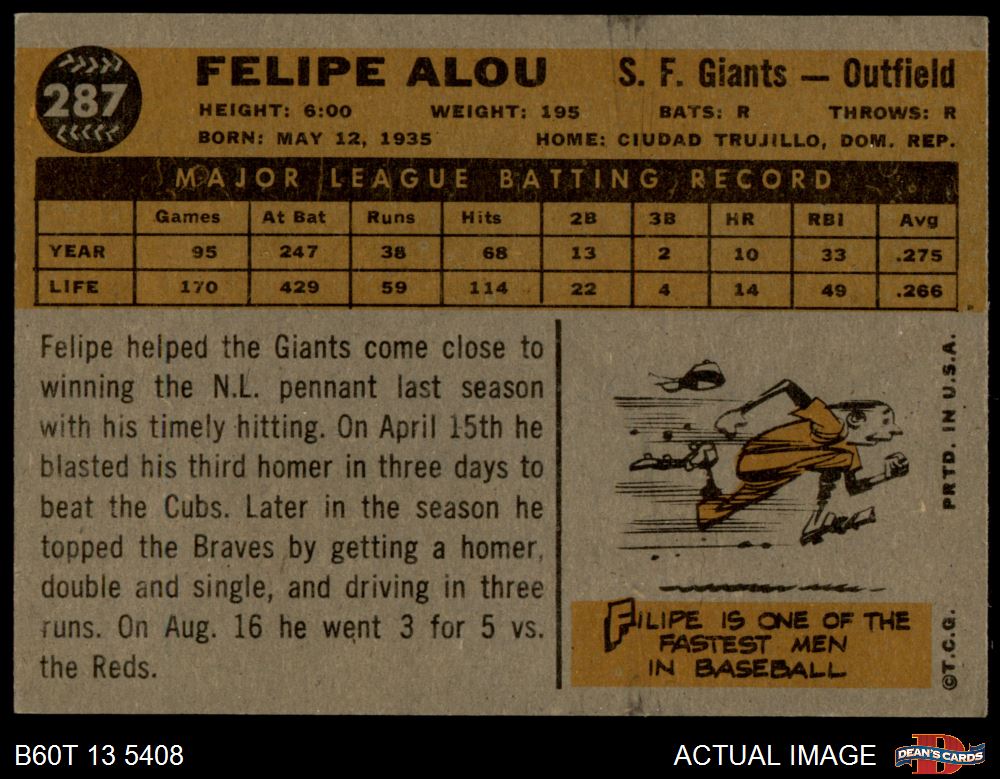 287
FELIPE ALOU S. F. Giants — Outfield
HEIGHT: 6:00 WEIGHT: 195 BATS: R THROWS: R
BORN: MAY 12, 1935 HOME: CIUDAD TRUJILLO, DOM. REP.
MAJOR LEAGUE BATTING RECORD
Games At Bat Runs Hits 2B 3B HR RBI Avg
YEAR 95 247 38 68 13 2 10 33 .275
LIFE 170 429 59 114 22 4 14 49 .266
Felipe helped the Giants come close to
winning the N.L. pennant last season
with his timely hitting. On April 15th he
blasted his third homer in three days to
beat the Cubs. Later in the season he
topped the Braves by getting a homer,
double and single, and driving in three
runs. On Aug. 16 he went 3 for 5 vs.
the Reds.
FILIPE IS ONE OF THE
FASTEST MEN
IN BASEBALL
©T.C.G. PRTD. IN U.S.A.
B60T 13 5408 ACTUAL IMAGE
D
DEAN'S CARDS